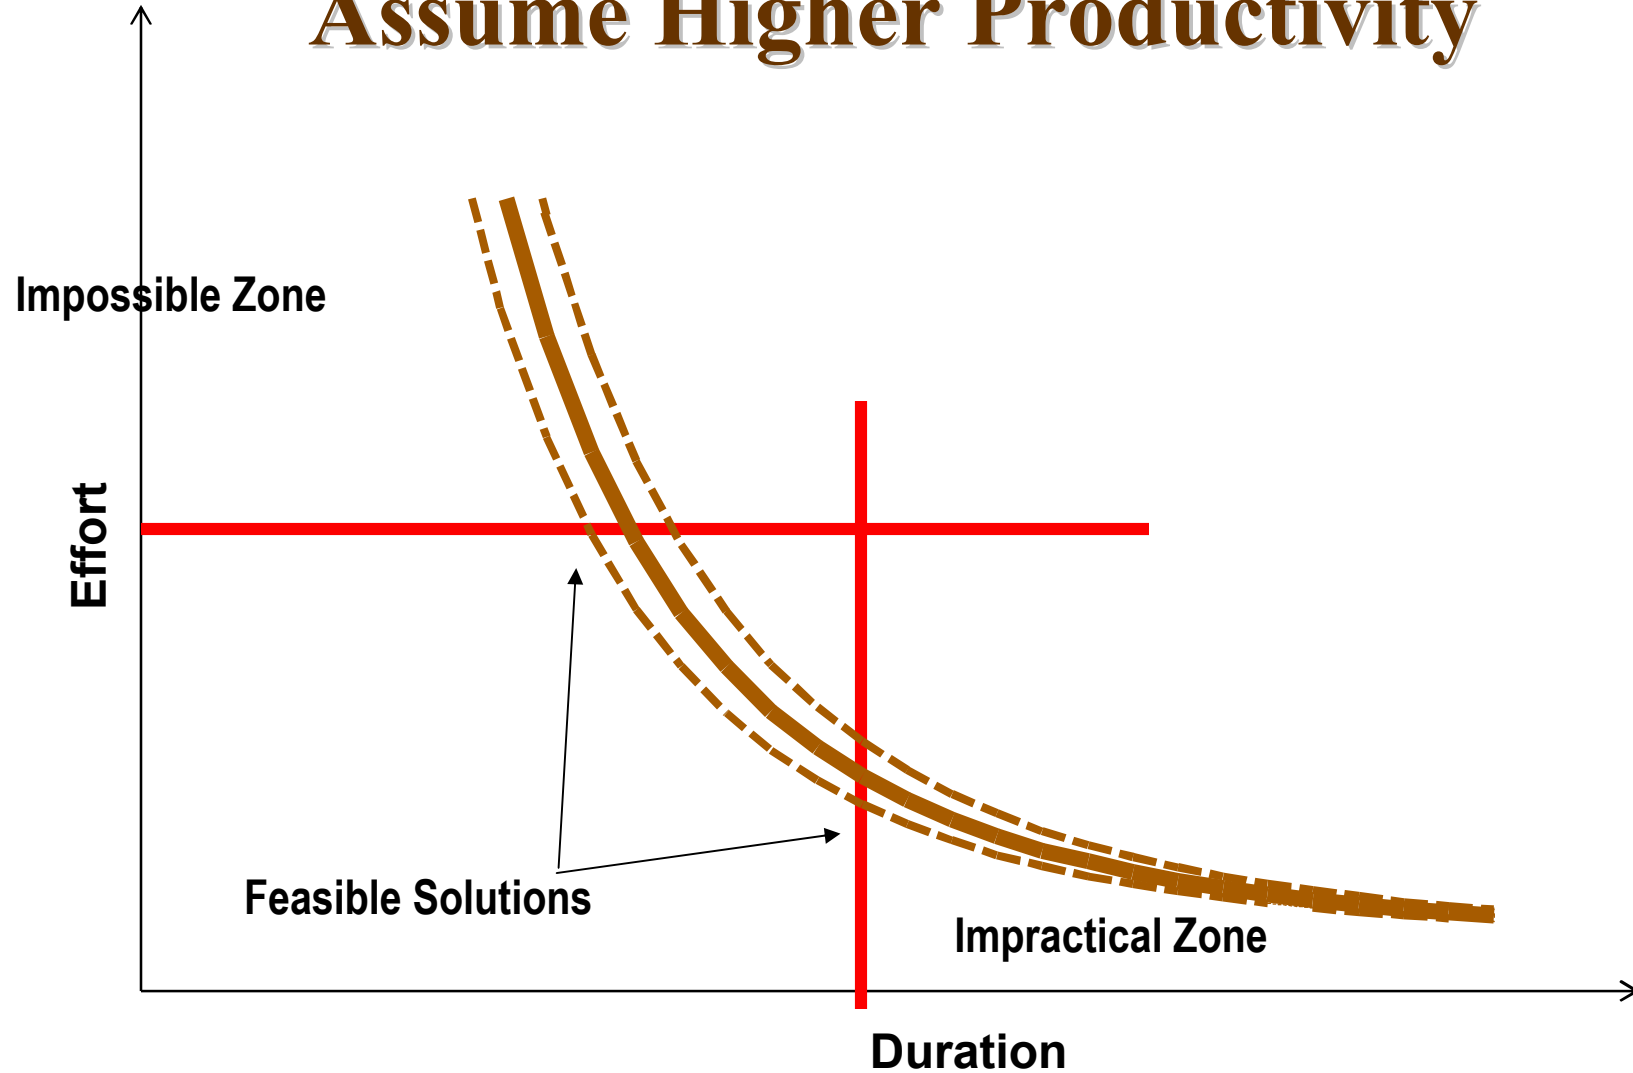 Assume Higher Productivity
Impossible Zone
Effort
Feasible Solutions
Impractical Zone
Duration